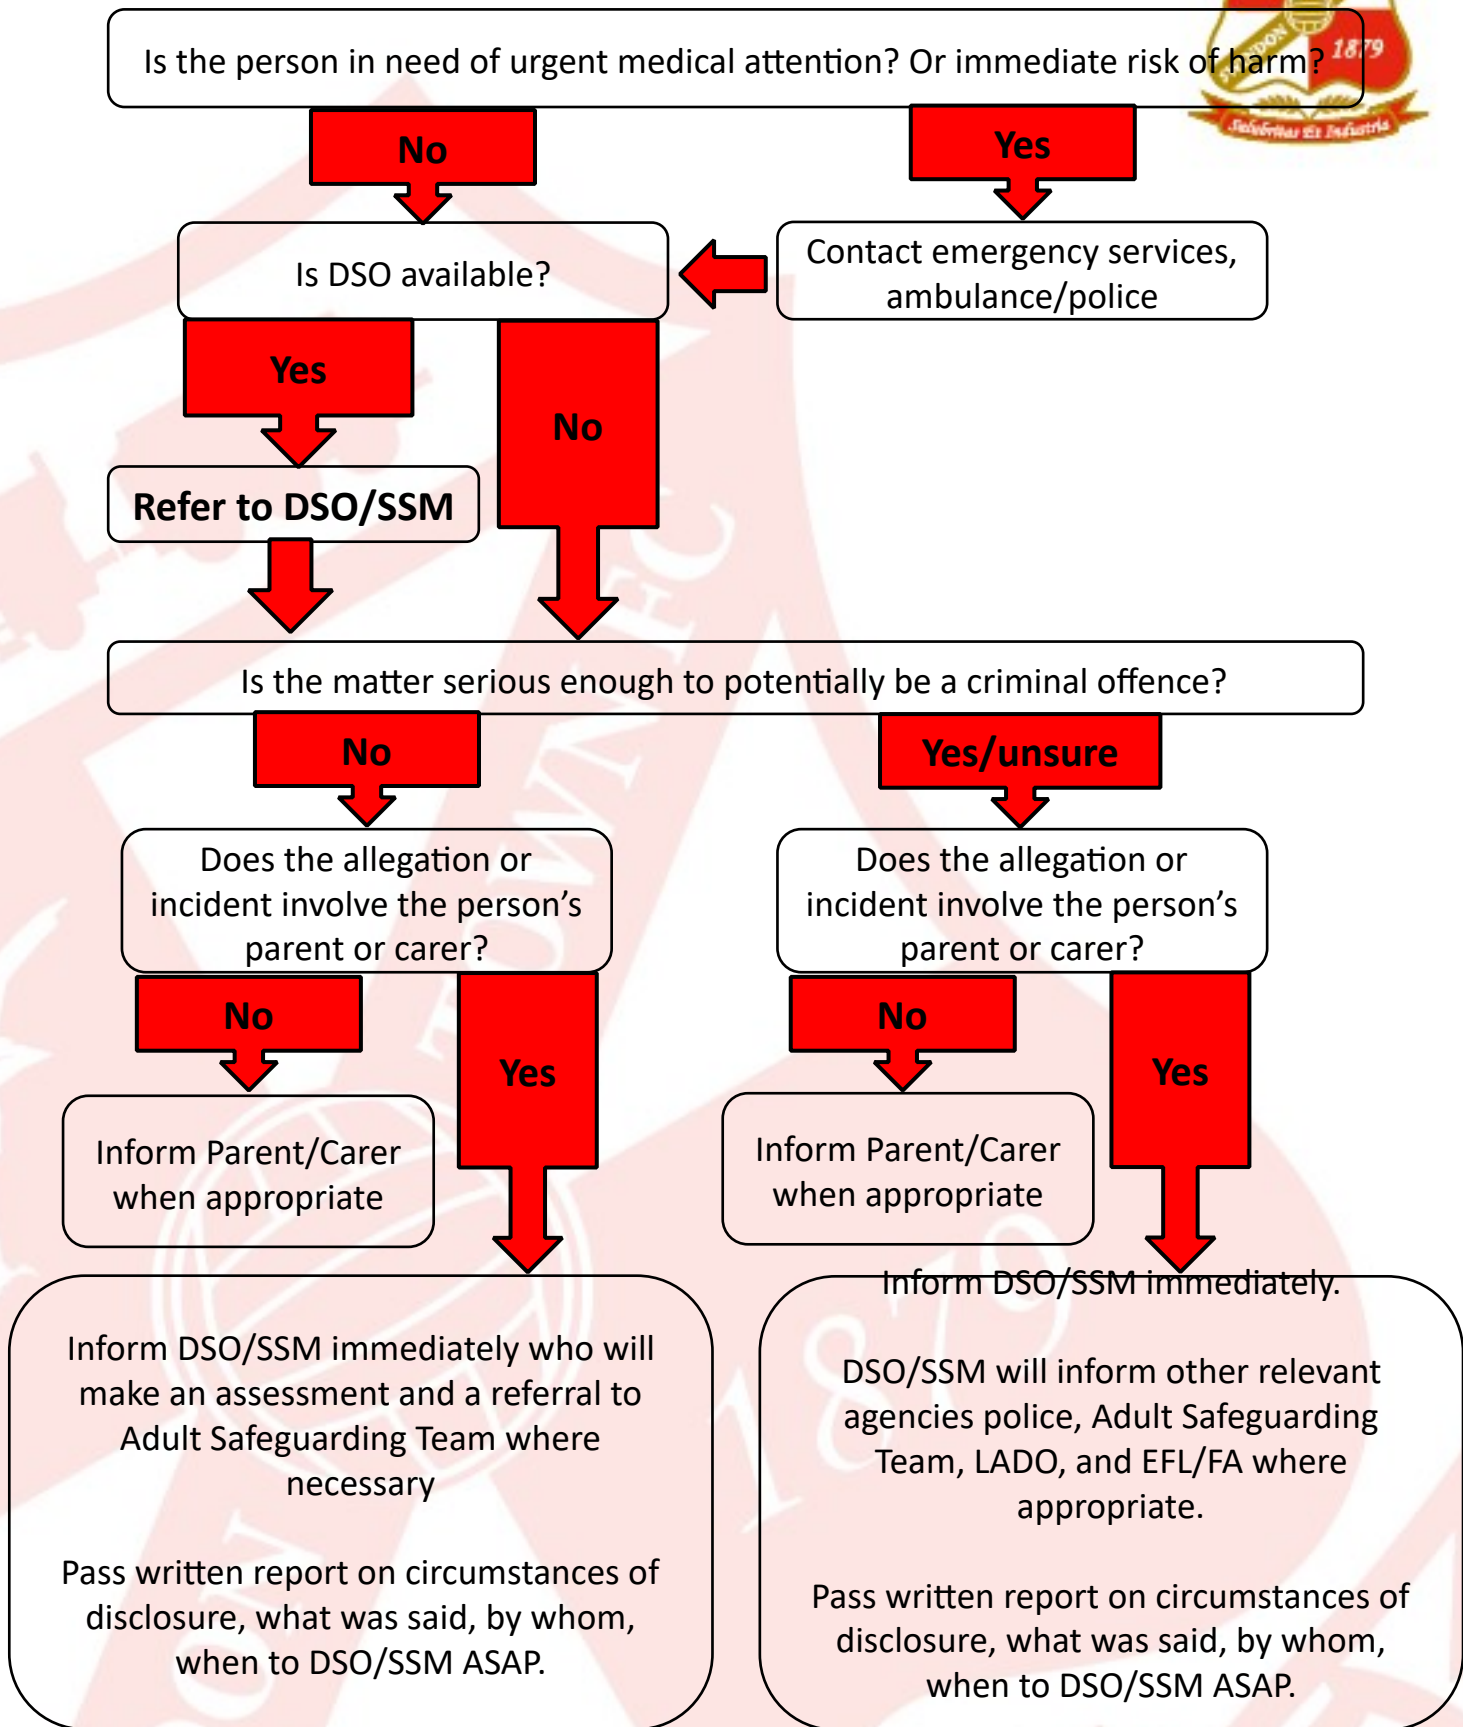 Is the person in need of urgent medical attention? Or immediate risk of harm?
SWINDON
1879
Salubritas Et Industria
No
Yes
Is DSO available?
Contact emergency services,
ambulance/police
Yes
No
Refer to DSO/SSM
Is the matter serious enough to potentially be a criminal offence?
No
Yes/unsure
Does the allegation or
incident involve the person’s
parent or carer?
Does the allegation or
incident involve the person’s
parent or carer?
No
Yes
No
Yes
Inform Parent/Carer
when appropriate
Inform Parent/Carer
when appropriate
Inform DSO/SSM immediately who will
make an assessment and a referral to
Adult Safeguarding Team where
necessary
Pass written report on circumstances of
disclosure, what was said, by whom,
when to DSO/SSM ASAP.
Inform DSO/SSM immediately.
DSO/SSM will inform other relevant
agencies police, Adult Safeguarding
Team, LADO, and EFL/FA where
appropriate.
Pass written report on circumstances of
disclosure, what was said, by whom,
when to DSO/SSM ASAP.
TOWN FC
1879
DON